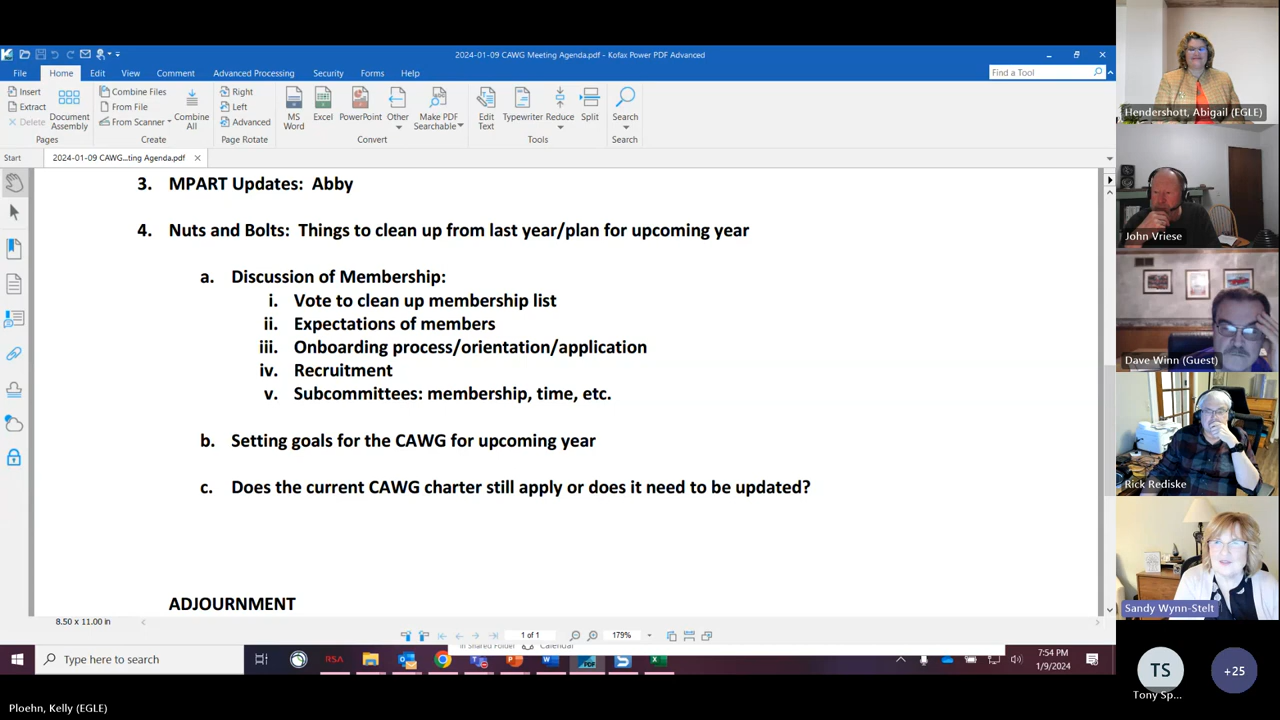 2024-01-09 CAWG Meeting Agenda.pdf - Kofax Power PDF Advanced
File Home Edit View Comment Advanced Processing Security Forms Help
Find a Tool
Insert
Extract
Delete
Pages
Document Assembly
Combine Files
From File
From Scanner
Combine All
Create
Right
Left
Advanced
Page Rotate
MS Word
Excel
PowerPoint
Other
Make PDF Searchable
Convert
Edit Text
Typewriter
Reduce
Split
Tools
Search
Search
Start
2024-01-09 CAWG...ting Agenda.pdf
3. MPART Updates: Abby
4. Nuts and Bolts: Things to clean up from last year/plan for upcoming year
a. Discussion of Membership:
i. Vote to clean up membership list
ii. Expectations of members
iii. Onboarding process/orientation/application
iv. Recruitment
v. Subcommittees: membership, time, etc.
b. Setting goals for the CAWG for upcoming year
c. Does the current CAWG charter still apply or does it need to be updated?
ADJOURNMENT
8.50 x 11.00 in
1 of 1
179%
in Shared Folder
Calendar
Type here to search
RSA
7:54 PM
1/9/2024
Hendershott, Abigail (EGLE)
John Vriese
Dave Winn (Guest)
Rick Rediske
Sandy Wynn-Stelt
TS
Tony Sp...
+25
Ploehn, Kelly (EGLE)